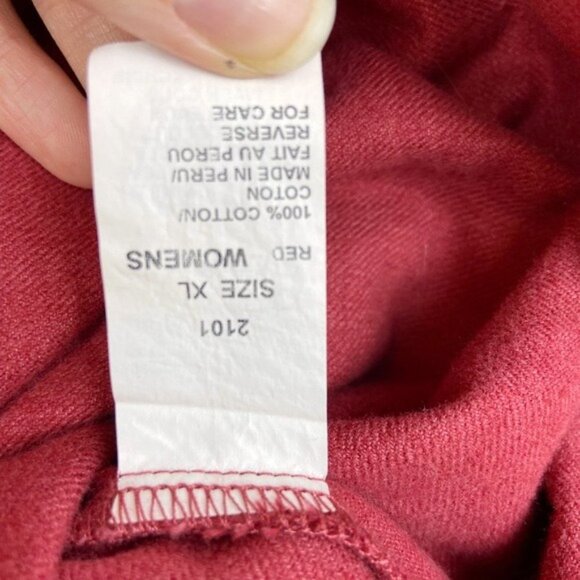 2101
SIZE XL
RED WOMENS
100% COTTON/
COTON
MADE IN PERU/
FAIT AU PEROU
REVERSE
FOR CARE